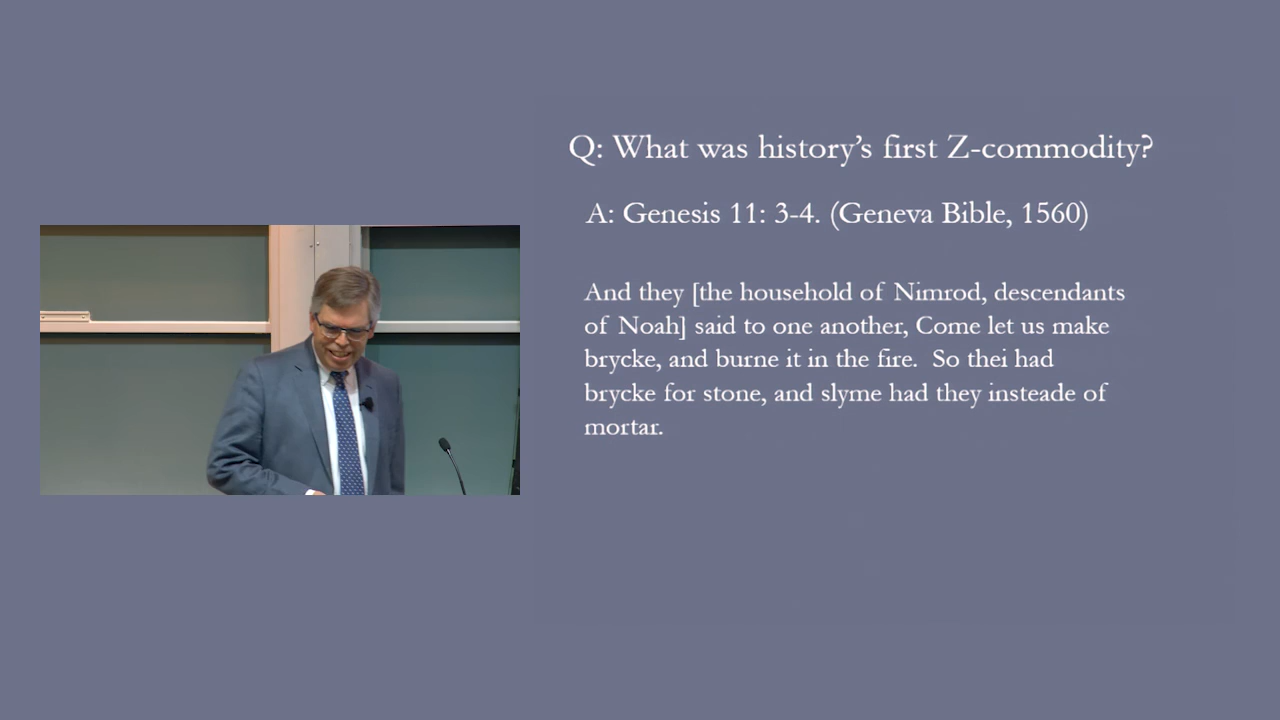 Q: What was history’s first Z-commodity?
A: Genesis 11: 3-4. (Geneva Bible, 1560)
And they [the household of Nimrod, descendants
of Noah] said to one another, Come let us make
brycke, and burne it in the fire. So thei had
brycke for stone, and slyme had they insteade of
mortar.